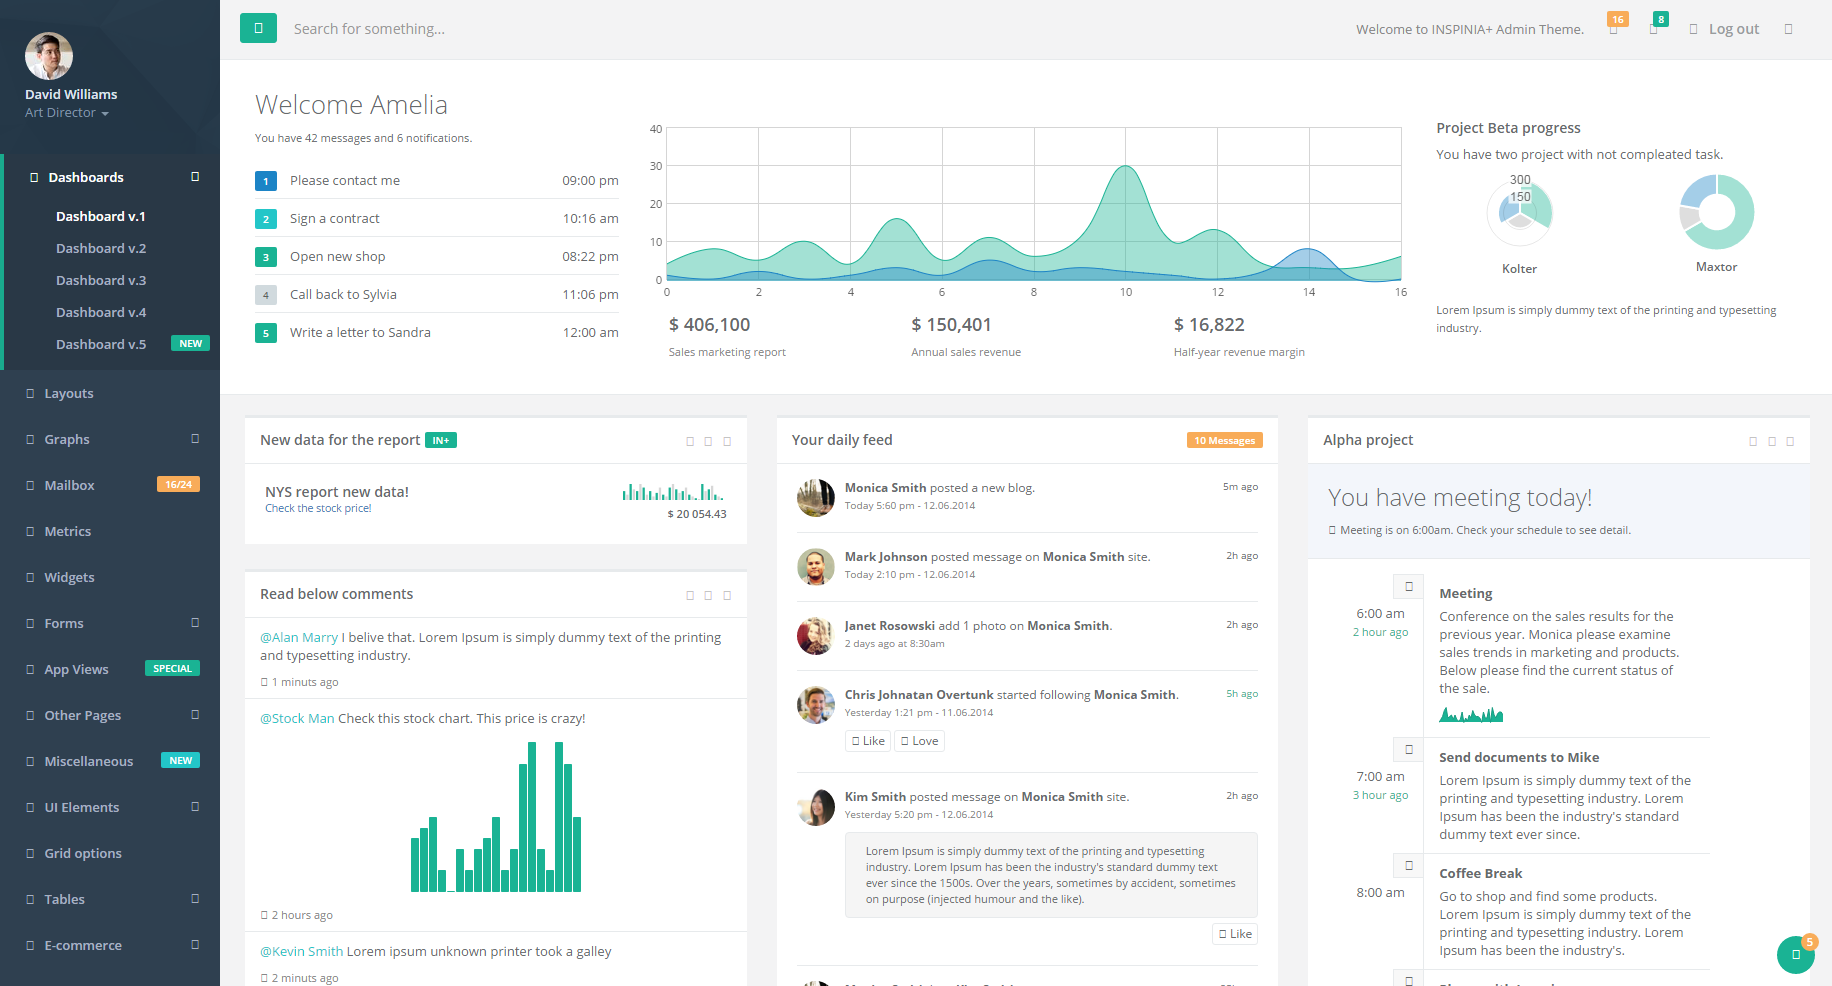 David Williams
Art Director
Dashboards
Dashboard v.1
Dashboard v.2
Dashboard v.3
Dashboard v.4
Dashboard v.5 NEW
Layouts
Graphs
Mailbox 16/24
Metrics
Widgets
Forms
App Views SPECIAL
Other Pages
Miscellaneous NEW
UI Elements
Grid options
Tables
E-commerce
Search for something...
Welcome to INSPINIA+ Admin Theme. 16 8 Log out
Welcome Amelia
You have 42 messages and 6 notifications.
1 Please contact me 09:00 pm
2 Sign a contract 10:16 am
3 Open new shop 08:22 pm
4 Call back to Sylvia 11:06 pm
5 Write a letter to Sandra 12:00 am
40
30
20
10
0
0 2 4 6 8 10 12 14 16
$ 406,100 $ 150,401 $ 16,822
Sales marketing report Annual sales revenue Half-year revenue margin
Project Beta progress
You have two project with not compleated task.
300
150
Kolter Maxtor
Lorem Ipsum is simply dummy text of the printing and typesetting
industry.
New data for the report IN+
NYS report new data!
Check the stock price!
$ 20 054.43
Read below comments
@Alan Marry I belive that. Lorem Ipsum is simply dummy text of the printing
and typesetting industry.
1 minuts ago
@Stock Man Check this stock chart. This price is crazy!
2 hours ago
@Kevin Smith Lorem ipsum unknown printer took a galley
2 minuts ago
Your daily feed 10 Messages
Monica Smith posted a new blog. 5m ago
Today 5:60 pm - 12.06.2014
Mark Johnson posted message on Monica Smith site. 2h ago
Today 2:10 pm - 12.06.2014
Janet Rosowski add 1 photo on Monica Smith. 2h ago
2 days ago at 8:30am
Chris Johnatan Overtunk started following Monica Smith. 5h ago
Yesterday 1:21 pm - 11.06.2014
Like Love
Kim Smith posted message on Monica Smith site. 2h ago
Yesterday 5:20 pm - 12.06.2014
Lorem Ipsum is simply dummy text of the printing and typesetting
industry. Lorem Ipsum has been the industry's standard dummy text
ever since the 1500s. Over the years, sometimes by accident, sometimes
on purpose (injected humour and the like).
Like
Alpha project
You have meeting today!
Meeting is on 6:00am. Check your schedule to see detail.
6:00 am
2 hour ago
Meeting
Conference on the sales results for the
previous year. Monica please examine
sales trends in marketing and products.
Below please find the current status of
the sale.
7:00 am
3 hour ago
Send documents to Mike
Lorem Ipsum is simply dummy text of the
printing and typesetting industry. Lorem
Ipsum has been the industry's standard
dummy text ever since.
8:00 am
Coffee Break
Go to shop and find some products.
Lorem Ipsum is simply dummy text of the
printing and typesetting industry. Lorem
Ipsum has been the industry's.
5